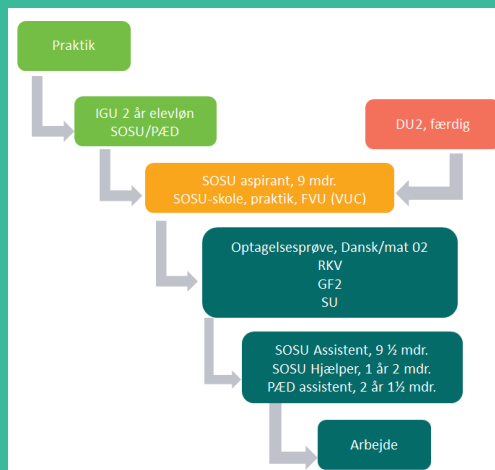 Praktik
IGU 2 år elevløn
SOSU/PÆD
DU2, færdig
SOSU aspirant, 9 mdr.
SOSU-skole, praktik, FVU (VUC)
Optagelsesprøve, Dansk/mat 02
RKV
GF2
SU
SOSU Assistent, 9 ½ mdr.
SOSU Hjælper, 1 år 2 mdr.
PÆD assistent, 2 år 1½ mdr.
Arbejde